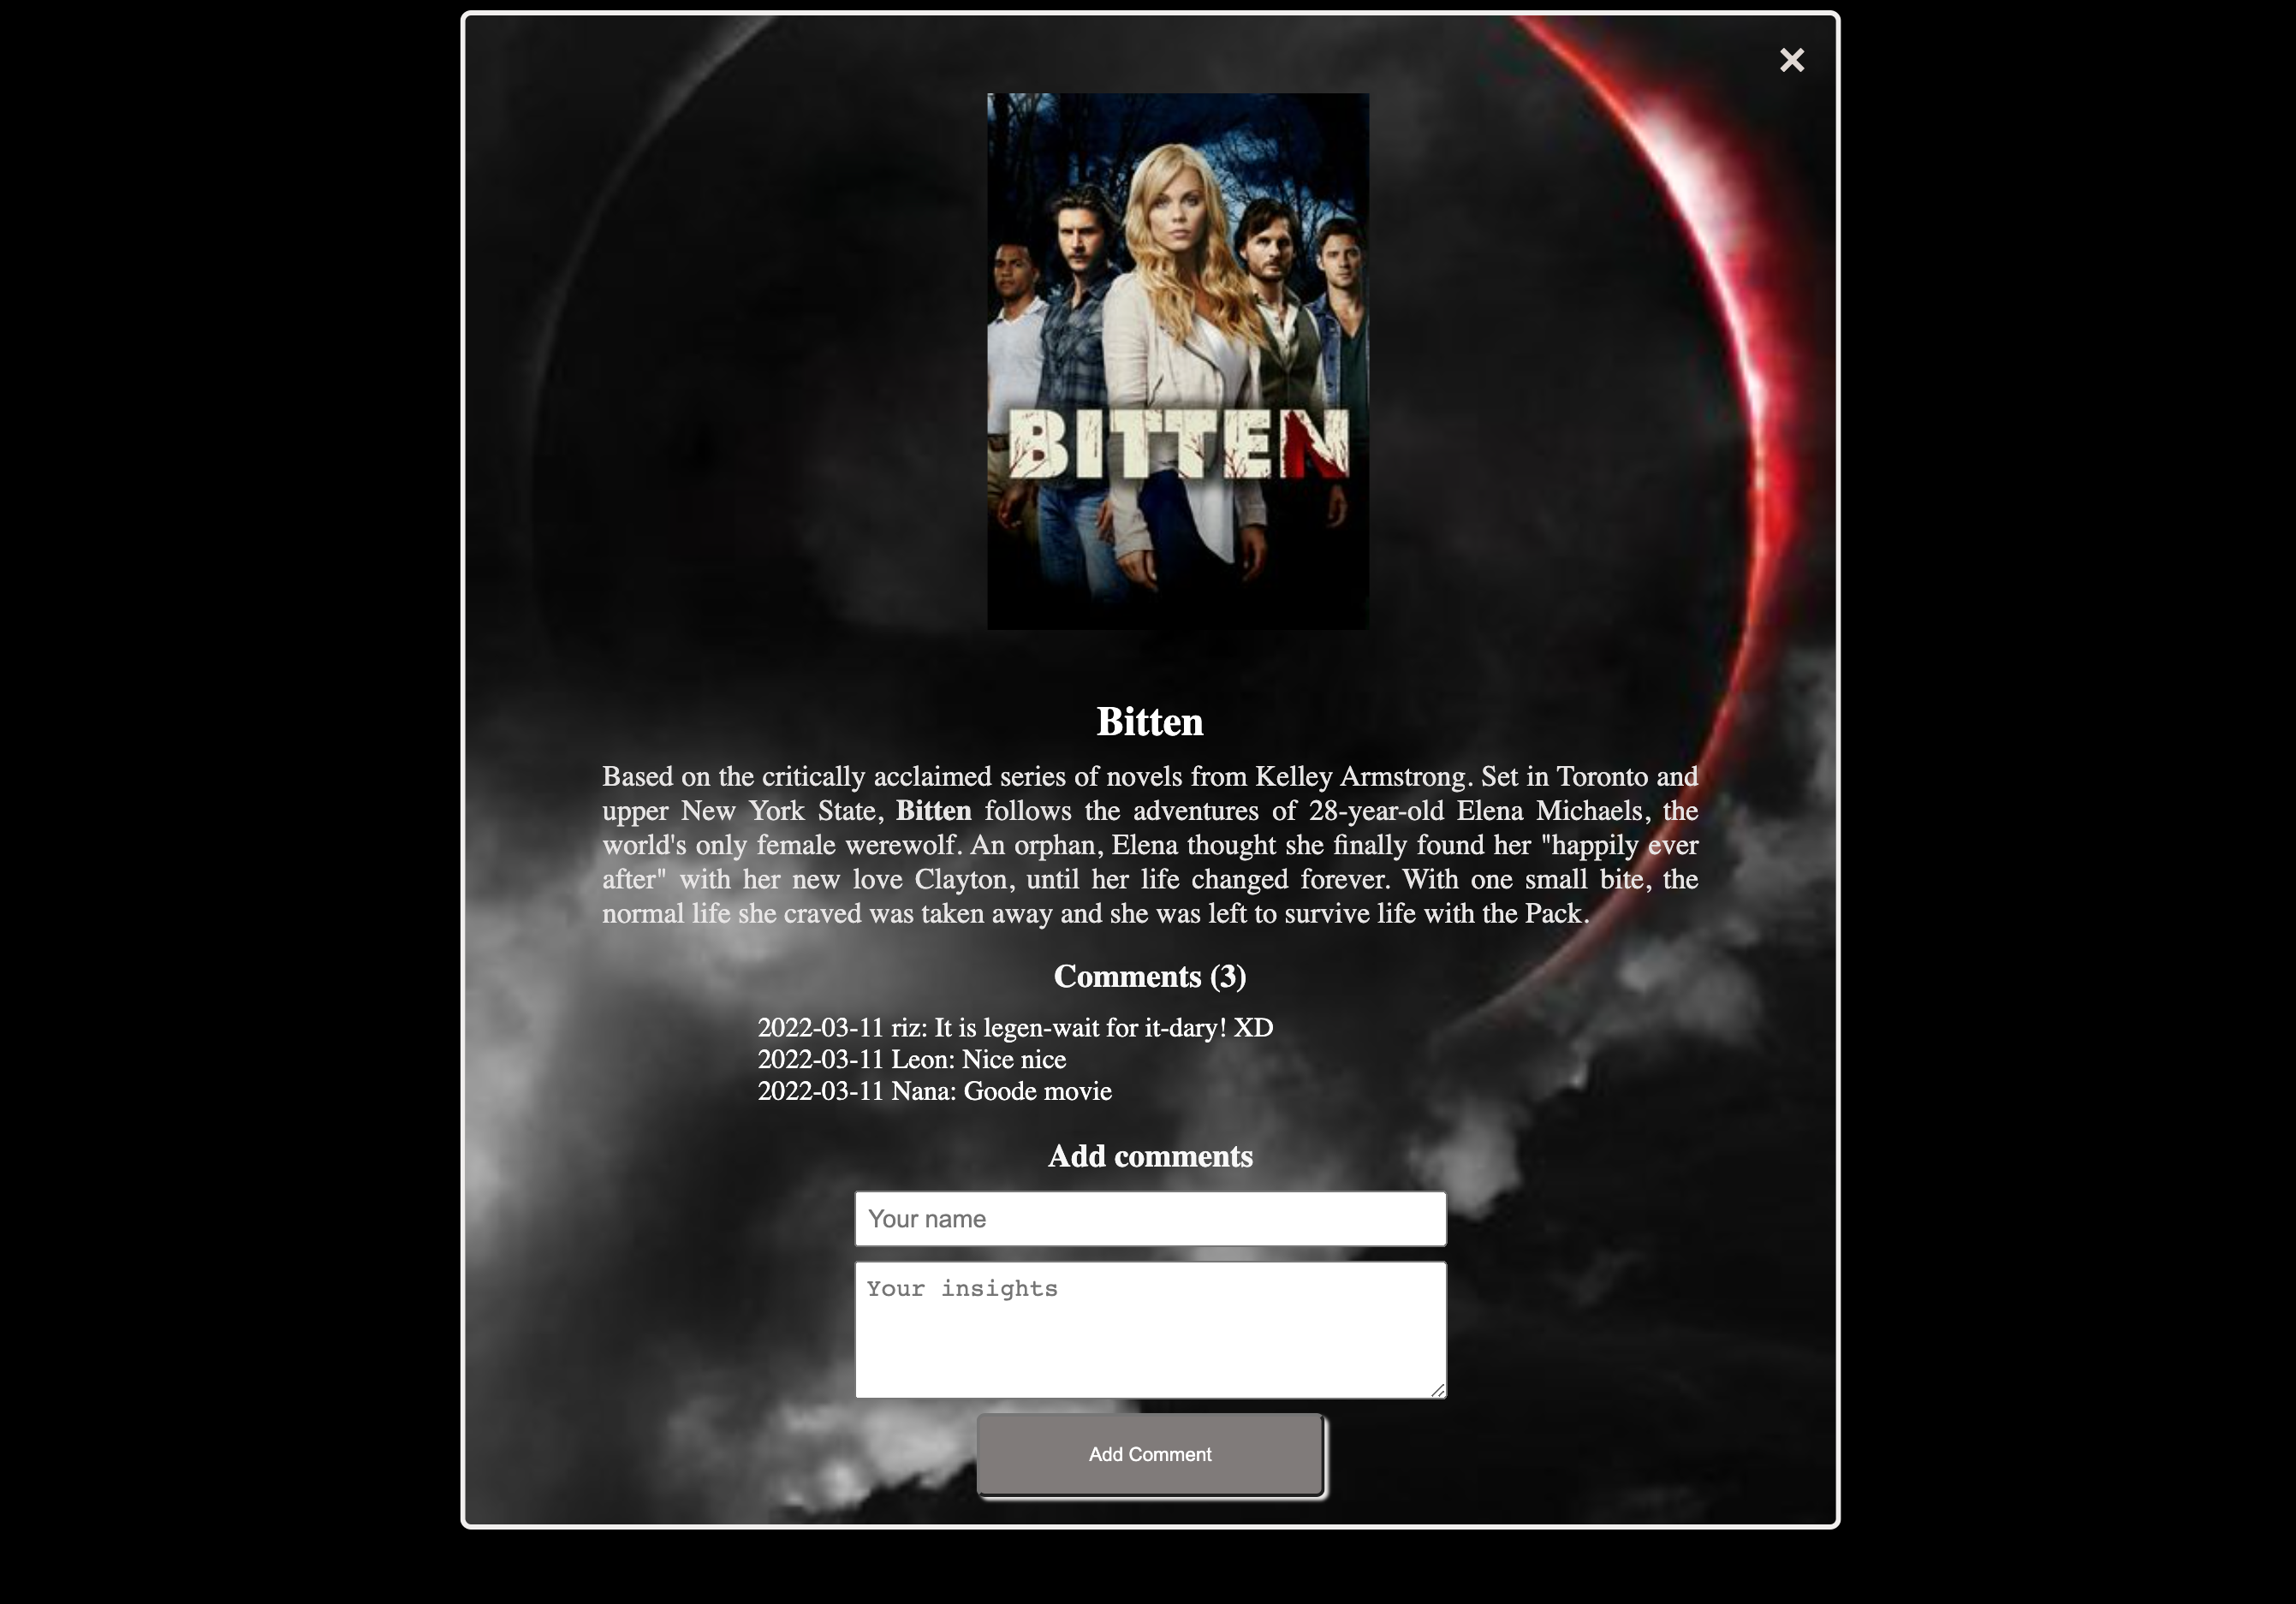 ×
BITTEN
Bitten
Based on the critically acclaimed series of novels from Kelley Armstrong. Set in Toronto and
upper New York State, Bitten follows the adventures of 28-year-old Elena Michaels, the
world's only female werewolf. An orphan, Elena thought she finally found her "happily ever
after" with her new love Clayton, until her life changed forever. With one small bite, the
normal life she craved was taken away and she was left to survive life with the Pack.
Comments (3)
2022-03-11 riz: It is legen-wait for it-dary! XD
2022-03-11 Leon: Nice nice
2022-03-11 Nana: Goode movie
Add comments
Your name
Your insights
Add Comment